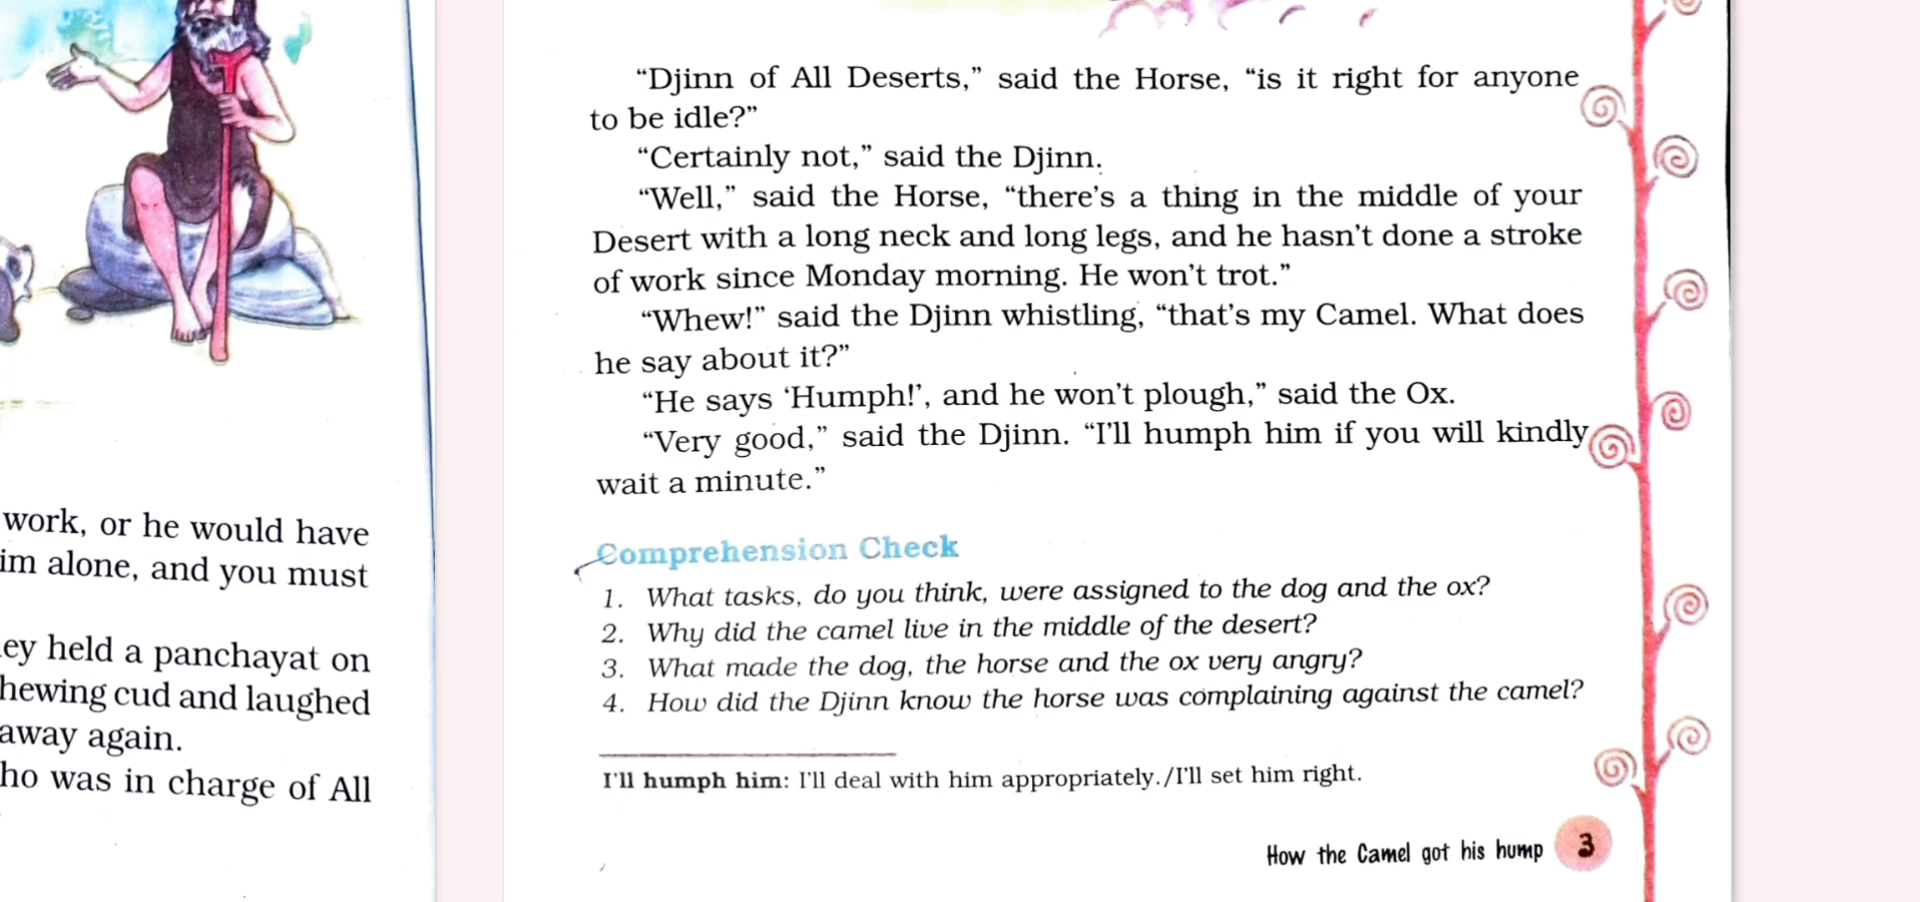 work, or he would have
im alone, and you must
ey held a panchayat on
hewing cud and laughed
away again.
ho was in charge of All
“Djinn of All Deserts,” said the Horse, “is it right for anyone
to be idle?”
“Certainly not,” said the Djinn.
“Well,” said the Horse, “there’s a thing in the middle of your
Desert with a long neck and long legs, and he hasn’t done a stroke
of work since Monday morning. He won’t trot.”
“Whew!” said the Djinn whistling, “that’s my Camel. What does
he say about it?”
“He says ‘Humph!’, and he won’t plough,” said the Ox.
“Very good,” said the Djinn. “I’ll humph him if you will kindly
wait a minute.”
Comprehension Check
1. What tasks, do you think, were assigned to the dog and the ox?
2. Why did the camel live in the middle of the desert?
3. What made the dog, the horse and the ox very angry?
4. How did the Djinn know the horse was complaining against the camel?
I’ll humph him: I’ll deal with him appropriately./I’ll set him right.
How the Camel got his hump 3